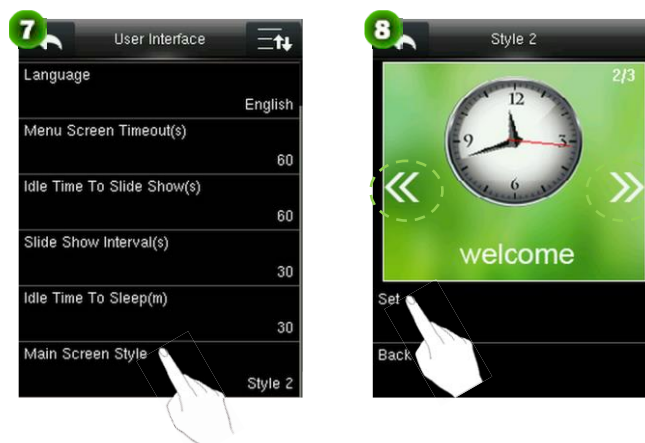 7
User Interface
Language
English
Menu Screen Timeout(s)
60
Idle Time To Slide Show(s)
60
Slide Show Interval(s)
30
Idle Time To Sleep(m)
30
Main Screen Style
Style 2
8
Style 2
2/3
12
9
3
6
welcome
Set
Back